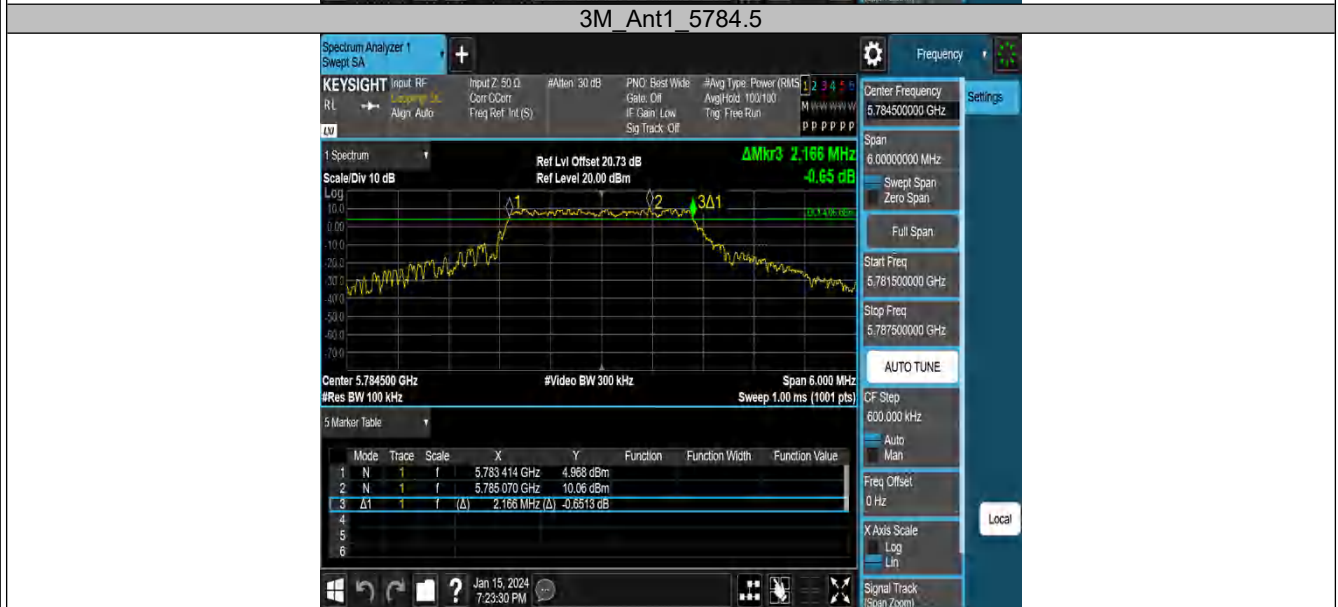 3M_Ant1_5784.5
Spectrum Analyzer 1
Swept SA
+
Frequency
KEYSIGHT
Input: RF
Input Z: 50 Ω
#Atten: 30 dB
PNO: Best Wide
#Avg Type: Power (RMS
1 2 3 4 5 6
RL
Align: Auto
Corr CCorr
Freq Ref: Int (S)
Gate: Off
IF Gain: Low
Sig Track: Off
Avg|Hold: 100/100
Trig: Free Run
M W W W W W
P P P P P P
LXI
Center Frequency
5.784500000 GHz
Settings
Span
6.00000000 MHz
Swept Span
Zero Span
Full Span
Start Freq
5.781500000 GHz
Stop Freq
5.787500000 GHz
AUTO TUNE
CF Step
600.000 kHz
Auto
Man
Freq Offset
0 Hz
X Axis Scale
Log
Lin
Signal Track
(Span Zoom)
Local
1 Spectrum
Scale/Div 10 dB
Ref Lvl Offset 20.73 dB
Ref Level 20.00 dBm
ΔMkr3 2.166 MHz
-0.65 dB
Log
10.0
0.00
-10.0
-20.0
-30.0
-40.0
-50.0
-60.0
-70.0
1
2
3Δ1
Center 5.784500 GHz
#Res BW 100 kHz
#Video BW 300 kHz
Span 6.000 MHz
Sweep 1.00 ms (1001 pts)
5 Marker Table
Mode Trace Scale X Y Function Function Width Function Value
1 N 1 f 5.783 414 GHz 4.968 dBm
2 N 1 f 5.785 070 GHz 10.06 dBm
3 Δ1 1 f (Δ) 2.166 MHz (Δ) -0.6513 dB
4
5
6
?
Jan 15, 2024
7:23:30 PM